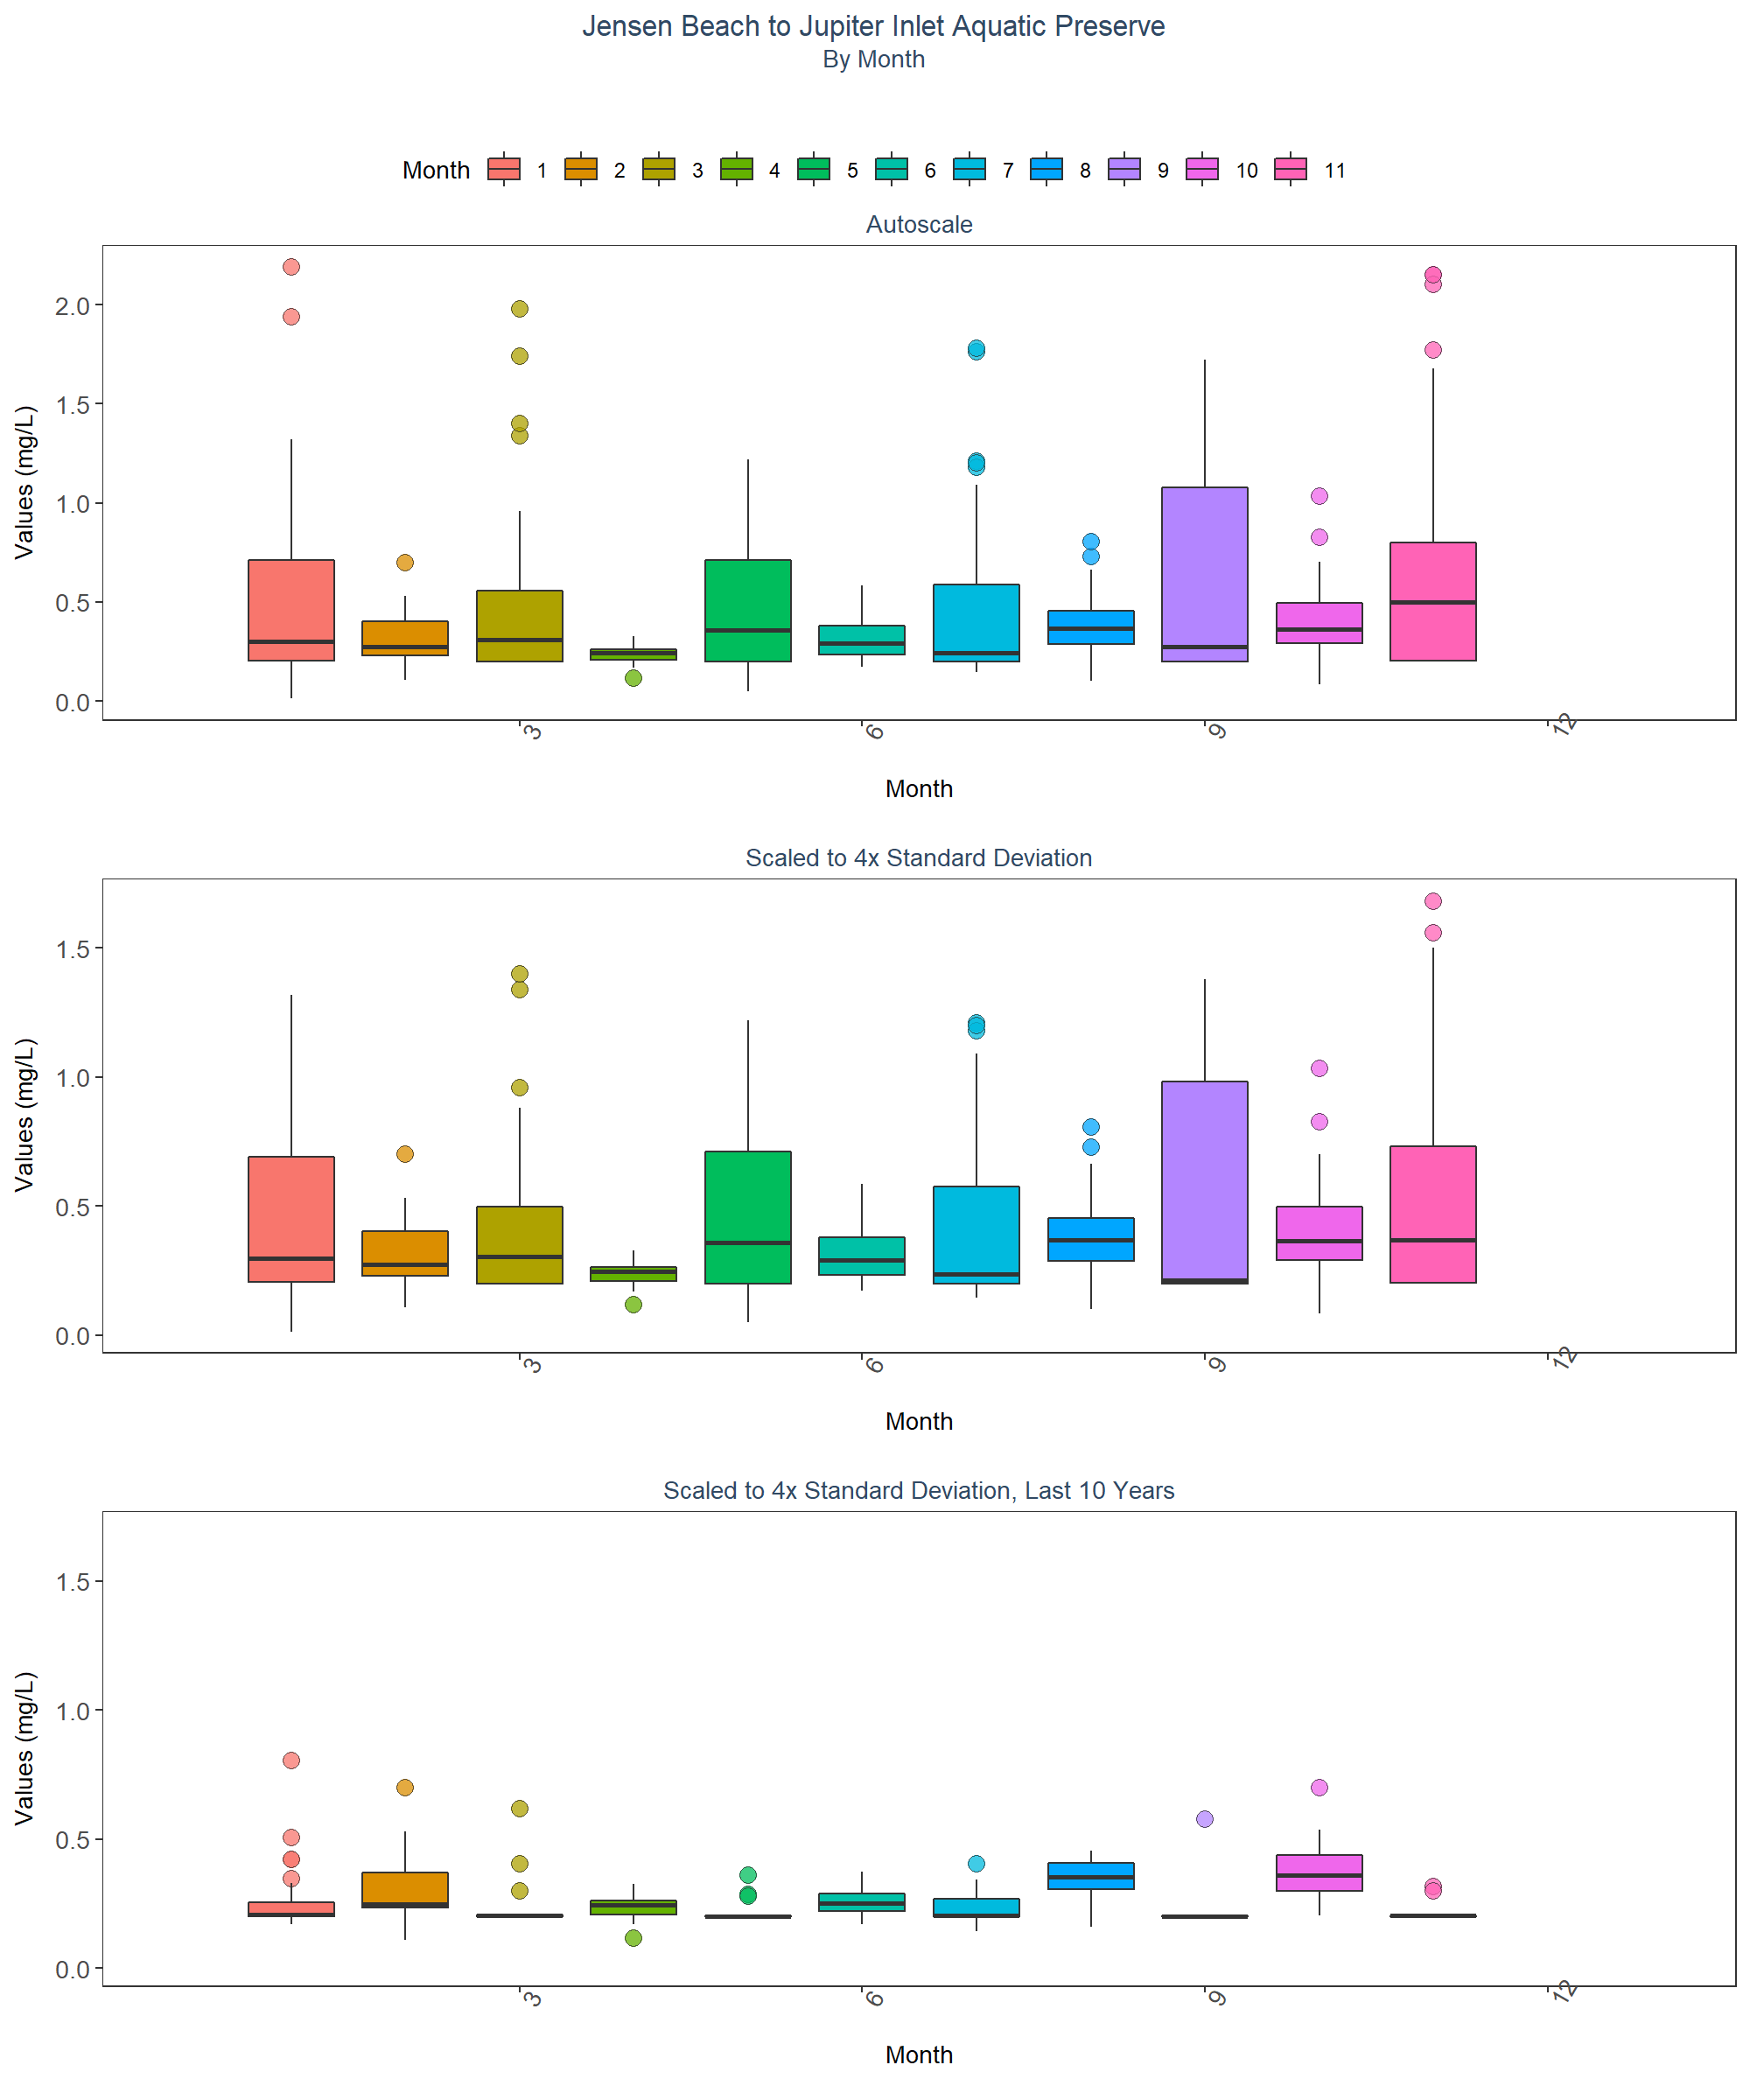 Jensen Beach to Jupiter Inlet Aquatic Preserve
By Month
Month 1 2 3 4 5 6 7 8 9 10 11
Autoscale
Values (mg/L)
2.0
1.5
1.0
0.5
0.0
3 6 9 12
Month
Scaled to 4x Standard Deviation
Values (mg/L)
1.5
1.0
0.5
0.0
3 6 9 12
Month
Scaled to 4x Standard Deviation, Last 10 Years
Values (mg/L)
1.5
1.0
0.5
0.0
3 6 9 12
Month